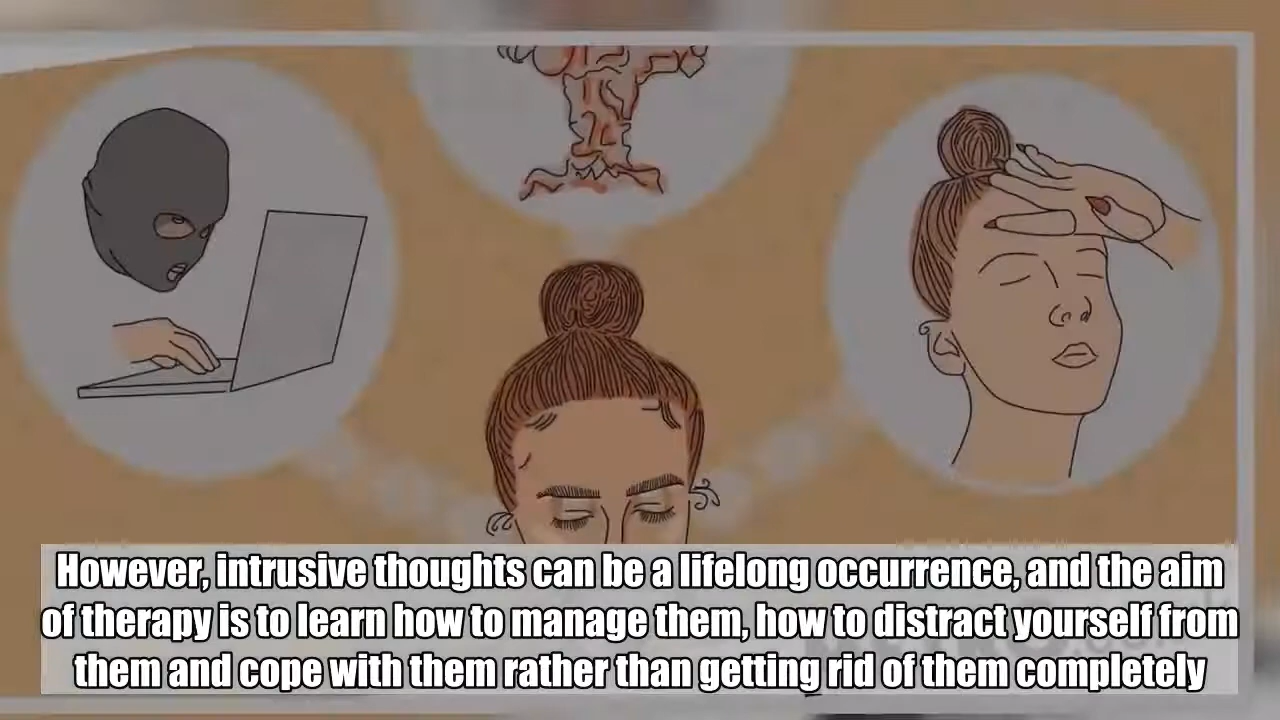 However, intrusive thoughts can be a lifelong occurrence, and the aim
of therapy is to learn how to manage them, how to distract yourself from
them and cope with them rather than getting rid of them completely